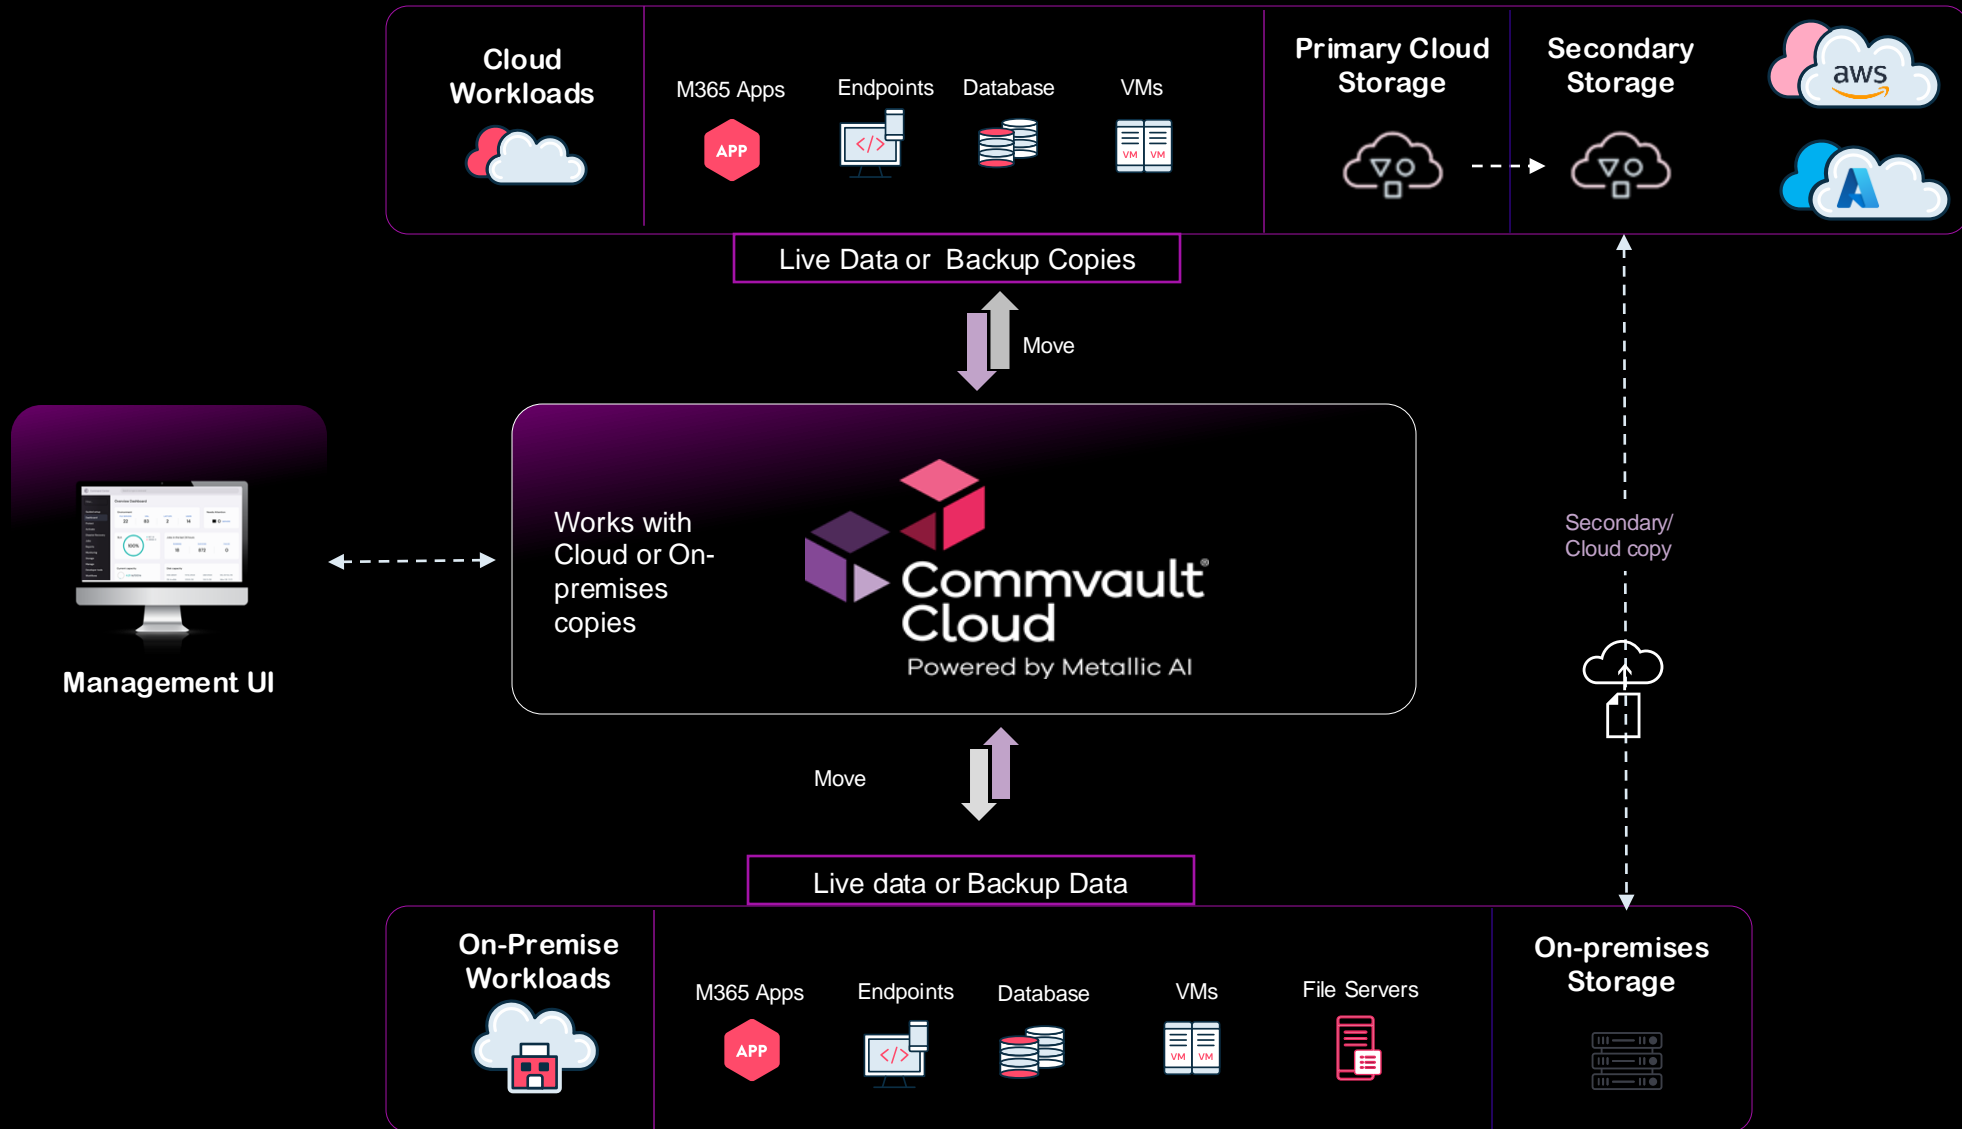 Cloud
Workloads
M365 Apps
APP
Endpoints
</>
Database
VMs
VM VM
Primary Cloud
Storage
Secondary
Storage
aws
Live Data or Backup Copies
Move
Overview Dashboard
100%
Management UI
Works with
Cloud or On-
premises
copies
Commvault®
Cloud
Powered by Metallic AI
Secondary/
Cloud copy
Move
Live data or Backup Data
On-Premise
Workloads
M365 Apps
APP
Endpoints
</>
Database
VMs
VM VM
File Servers
On-premises
Storage